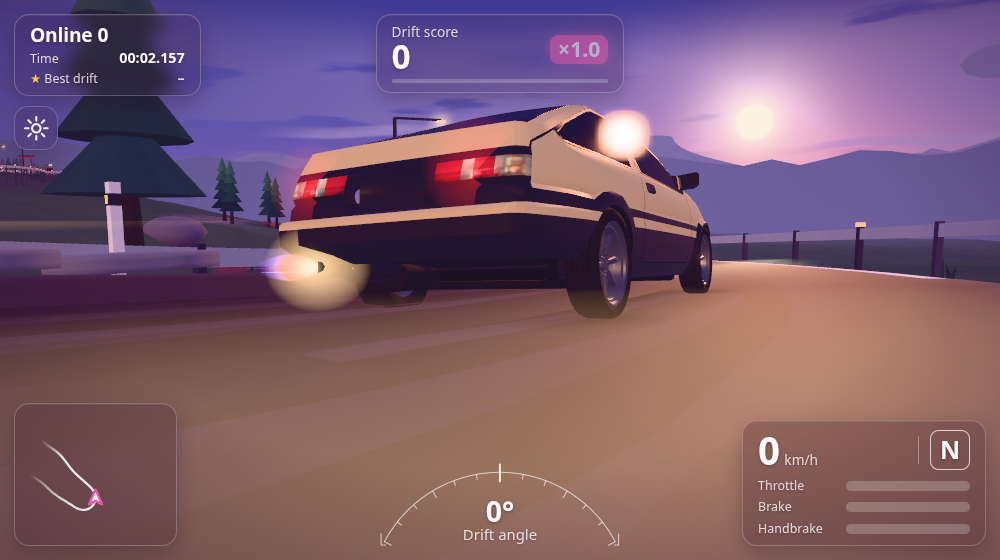 Online 0
Time 00:02.157
★ Best drift –
Drift score
0 ×1.0
0°
Drift angle
0 km/h N
Throttle
Brake
Handbrake